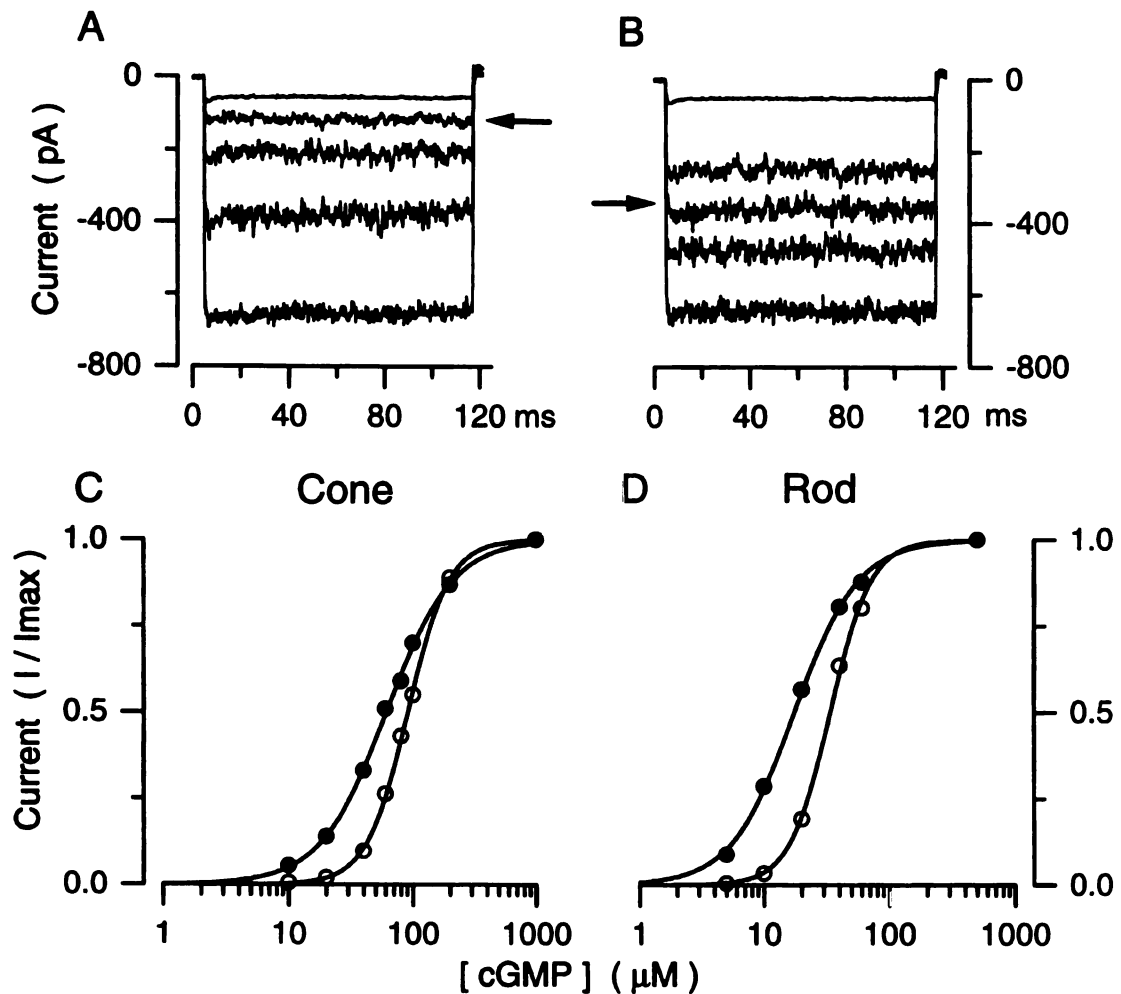 A B
0 0
-400 -400
-800 -800
Current ( pA )
0 40 80 120 ms 0 40 80 120 ms
C Cone D Rod
1.0 1.0
0.5 0.5
0.0 0.0
Current ( I / Imax )
1 10 100 1000 1 10 100 1000
[ cGMP ] ( μM )